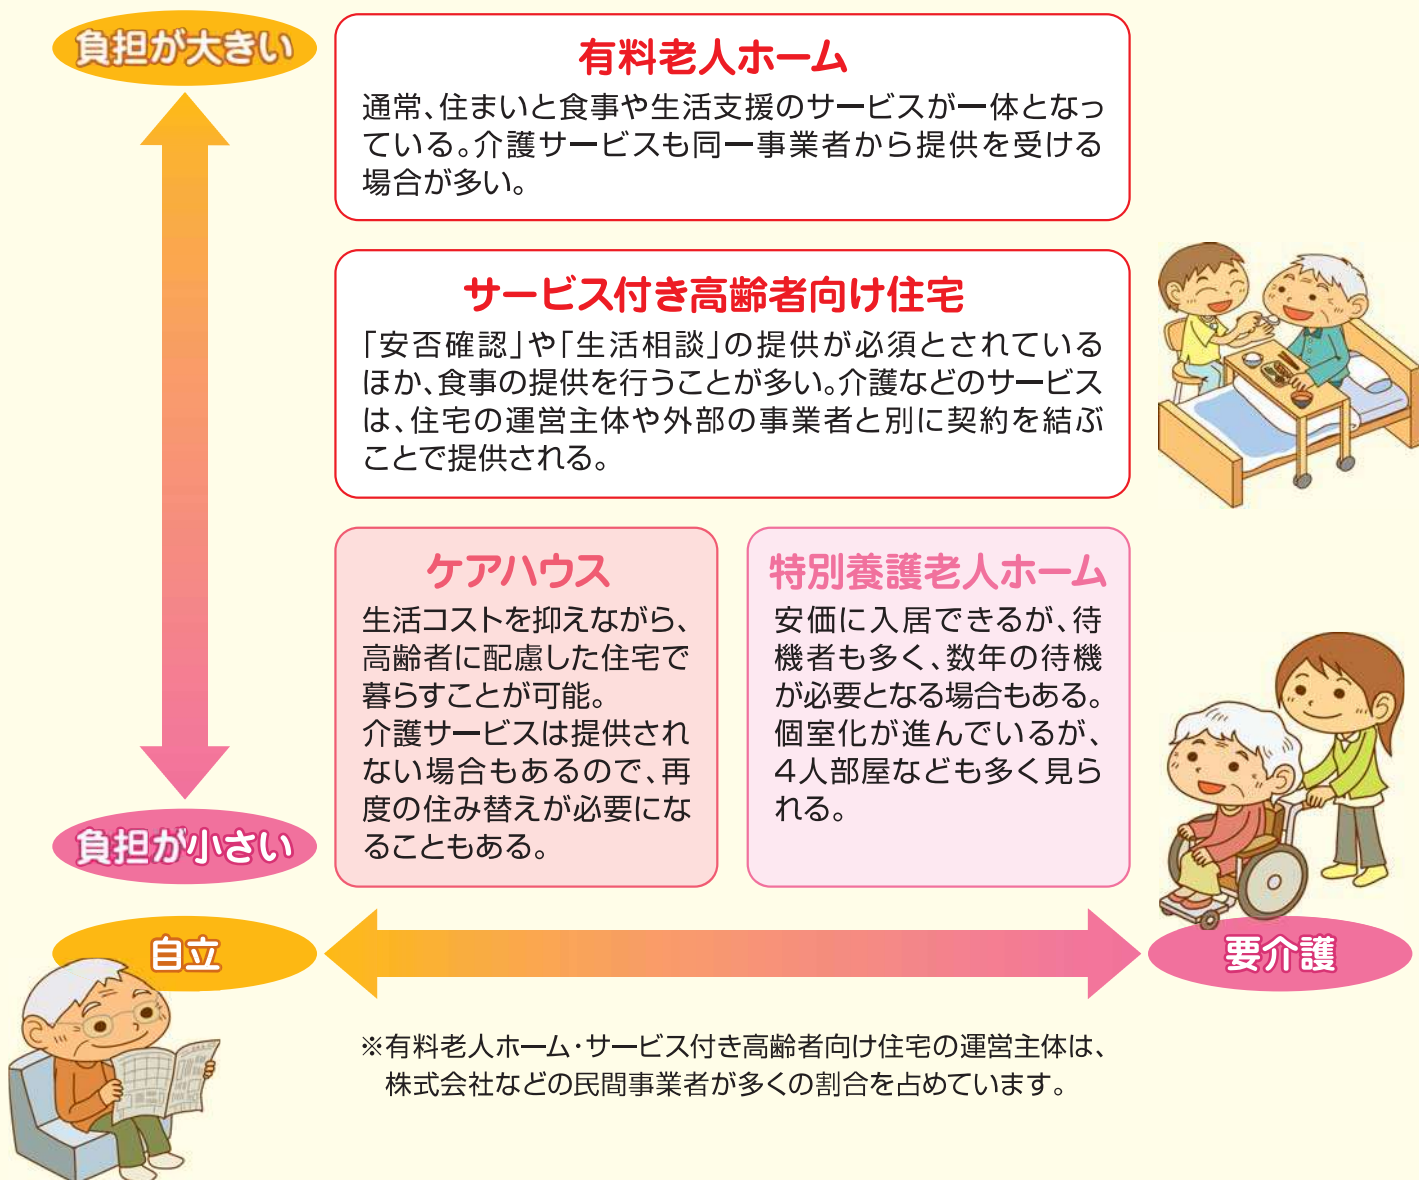 負担が大きい
有料老人ホーム
通常、住まいと食事や生活支援のサービスが一体となっ
ている。介護サービスも同一事業者から提供を受ける
場合が多い。
サービス付き高齢者向け住宅
「安否確認」や「生活相談」の提供が必須とされている
ほか、食事の提供を行うことが多い。介護などのサービス
は、住宅の運営主体や外部の事業者と別に契約を結ぶ
ことで提供される。
ケアハウス
生活コストを抑えながら、
高齢者に配慮した住宅で
暮らすことが可能。
介護サービスは提供され
ない場合もあるので、再
度の住み替えが必要にな
ることもある。
特別養護老人ホーム
安価に入居できるが、待
機者も多く、数年の待機
が必要となる場合もある。
個室化が進んでいるが、
4人部屋なども多く見ら
れる。
負担が小さい
自立
要介護
※有料老人ホーム・サービス付き高齢者向け住宅の運営主体は、
株式会社などの民間事業者が多くの割合を占めています。